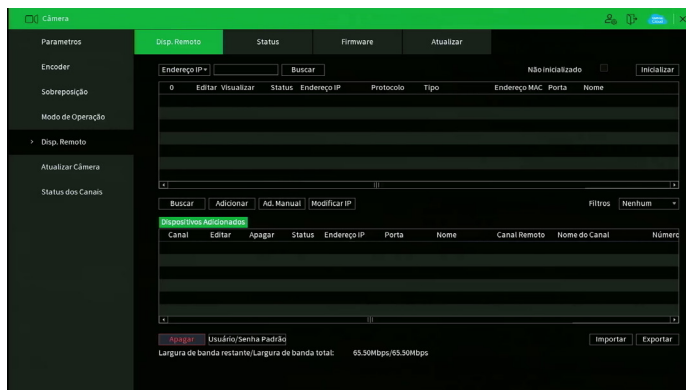 Câmera
Parametros
Encoder
Sobreposição
Modo de Operação
Disp. Remoto
Atualizar Câmera
Status dos Canais
Disp. Remoto Status Firmware Atualizar
Endereço IP Buscar Não inicializado Inicializar
0 Editar Visualizar Status Endereço IP Protocolo Tipo Endereço MAC Porta Nome
Buscar Adicionar Ad. Manual Modificar IP Filtros Nenhum
Dispositivos Adicionados
Canal Editar Apagar Status Endereço IP Porta Nome Canal Remoto Nome do Canal Número
Apagar Usuário/Senha Padrão Importar Exportar
Largura de banda restante/Largura de banda total: 65.50Mbps/65.50Mbps